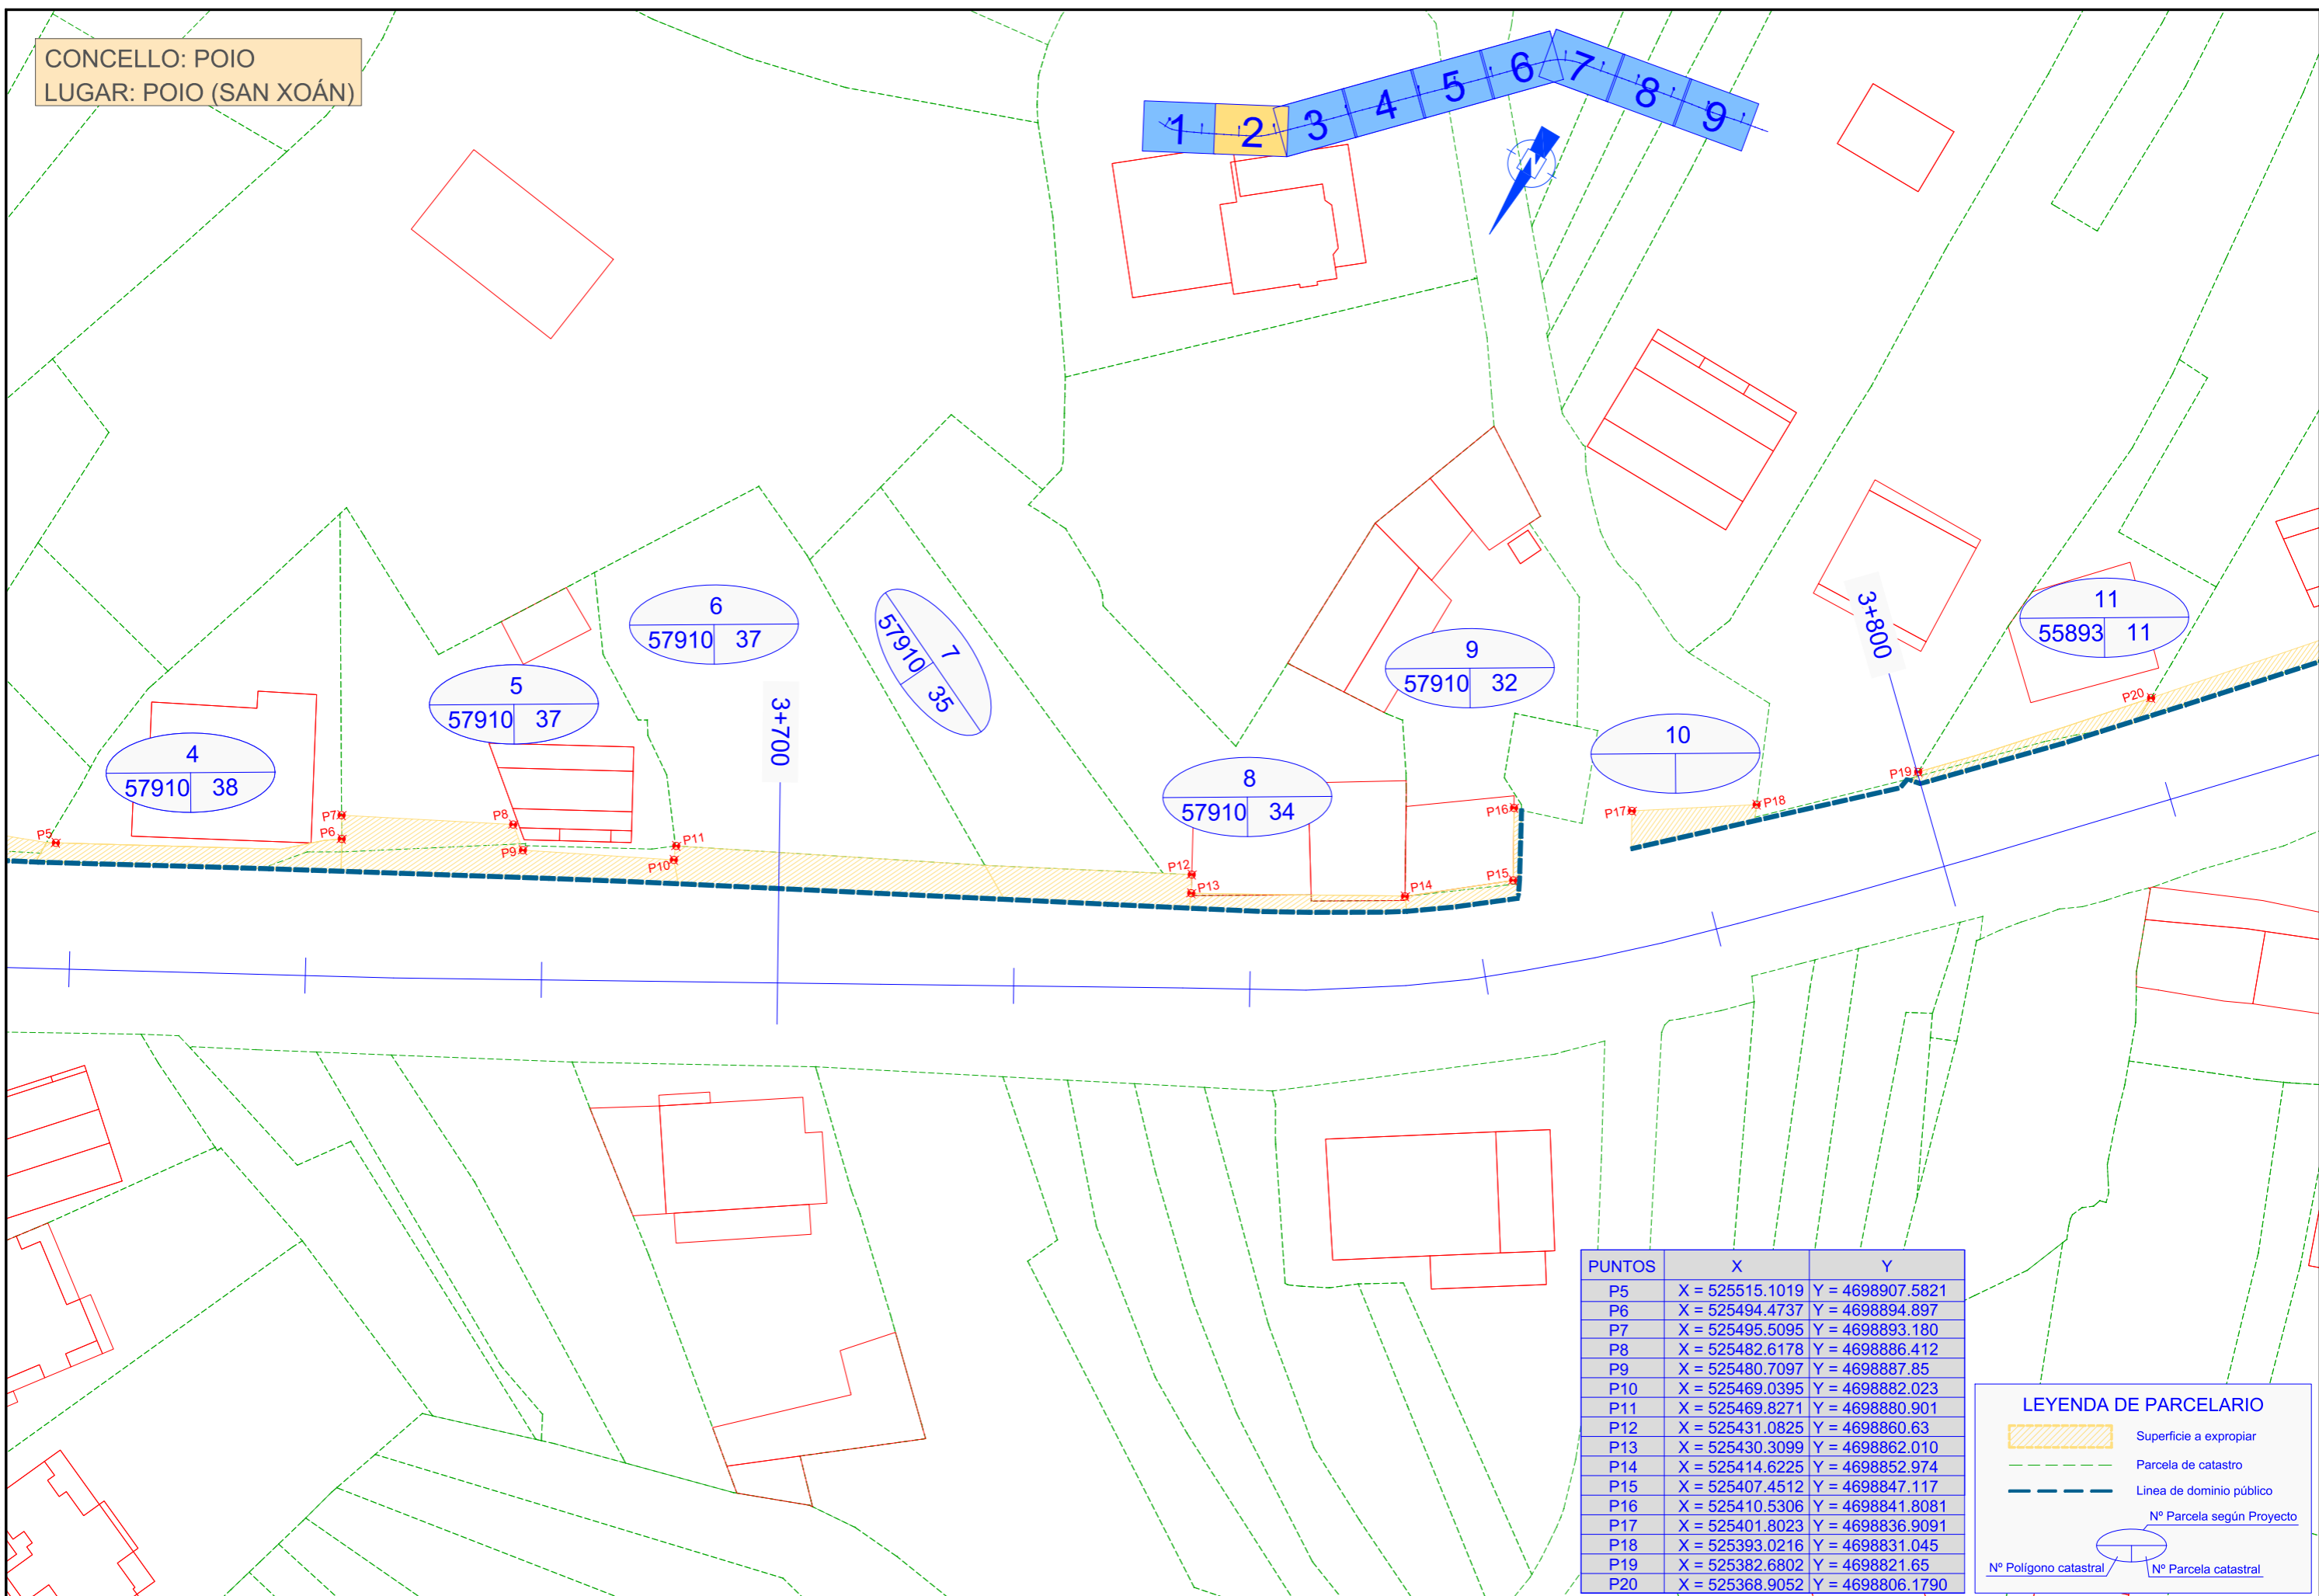 CONCELLO: POIO
LUGAR: POIO (SAN XOÁN)
1 2 3 4 5 6 7 8 9
N
6
57910 37
7
57910 35
5
57910 37
4
57910 38
3+700
8
57910 34
9
57910 32
10
3+800
11
55893 11
P5
P6
P7
P8
P9
P10
P11
P12
P13
P14
P15
P16
P17
P18
P19
P20
PUNTOS X Y
P5 X = 525515.1019 Y = 4698907.5821
P6 X = 525494.4737 Y = 4698894.897
P7 X = 525495.5095 Y = 4698893.180
P8 X = 525482.6178 Y = 4698886.412
P9 X = 525480.7097 Y = 4698887.85
P10 X = 525469.0395 Y = 4698882.023
P11 X = 525469.8271 Y = 4698880.901
P12 X = 525431.0825 Y = 4698860.63
P13 X = 525430.3099 Y = 4698862.010
P14 X = 525414.6225 Y = 4698852.974
P15 X = 525407.4512 Y = 4698847.117
P16 X = 525410.5306 Y = 4698841.8081
P17 X = 525401.8023 Y = 4698836.9091
P18 X = 525393.0216 Y = 4698831.045
P19 X = 525382.6802 Y = 4698821.65
P20 X = 525368.9052 Y = 4698806.1790
LEYENDA DE PARCELARIO
Superficie a expropiar
Parcela de catastro
Linea de dominio público
Nº Parcela según Proyecto
Nº Polígono catastral
Nº Parcela catastral